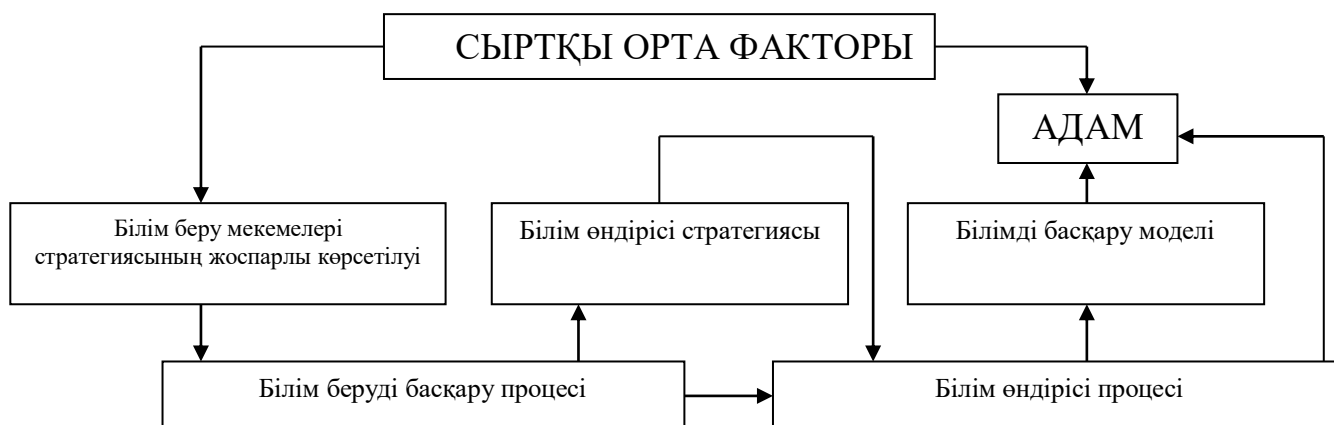 СЫРТҚЫ ОРТА ФАКТОРЫ
АДАМ
Білім беру мекемелері
стратегиясының жоспарлы көрсетілуі
Білім өндірісі стратегиясы
Білімді басқару моделі
Білім беруді басқару процесі
Білім өндірісі процесі